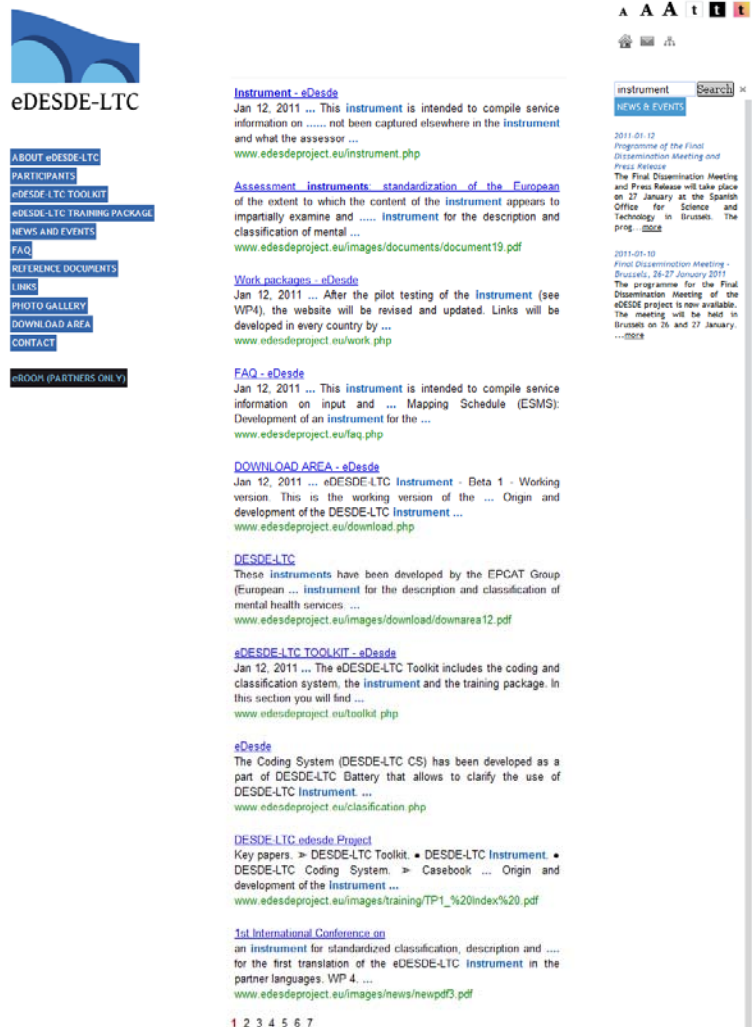 eDESDE-LTC
ABOUT eDESDE-LTC
PARTICIPANTS
eDESDE-LTC TOOLKIT
eDESDE-LTC TRAINING PACKAGE
NEWS AND EVENTS
FAQ
REFERENCE DOCUMENTS
LINKS
PHOTO GALLERY
DOWNLOAD AREA
CONTACT
eROOM (PARTNERS ONLY)
Instrument - eDesde
Jan 12, 2011 ... This instrument is intended to compile service
information on ...... not been captured elsewhere in the instrument
and what the assessor ...
www.edesdeproject.eu/instrument.php
Assessment instruments: standardization of the European
of the extent to which the content of the instrument appears to
impartially examine and ..... instrument for the description and
classification of mental ...
www.edesdeproject.eu/images/documents/document19.pdf
Work packages - eDesde
Jan 12, 2011 ... After the pilot testing of the instrument (see
WP4), the website will be revised and updated. Links will be
developed in every country by ...
www.edesdeproject.eu/work.php
FAQ - eDesde
Jan 12, 2011 ... This instrument is intended to compile service
information on input and ... Mapping Schedule (ESMS):
Development of an instrument for the ...
www.edesdeproject.eu/faq.php
DOWNLOAD AREA - eDesde
Jan 12, 2011 ... eDESDE-LTC Instrument - Beta 1 - Working
version. This is the working version of the ... Origin and
development of the DESDE-LTC Instrument ...
www.edesdeproject.eu/download.php
DESDE-LTC
These instruments have been developed by the EPCAT Group
(European ... instrument for the description and classification of
mental health services. ...
www.edesdeproject.eu/images/download/downarea12.pdf
eDESDE-LTC TOOLKIT - eDesde
Jan 12, 2011 ... The eDESDE-LTC Toolkit includes the coding and
classification system, the instrument and the training package. In
this section you will find ...
www.edesdeproject.eu/toolkit.php
eDesde
The Coding System (DESDE-LTC CS) has been developed as a
part of DESDE-LTC Battery that allows to clarify the use of
DESDE-LTC Instrument. ...
www.edesdeproject.eu/clasification.php
DESDE-LTC edesde Project
Key papers. ➢ DESDE-LTC Toolkit. • DESDE-LTC Instrument. •
DESDE-LTC Coding System. ➢ Casebook ... Origin and
development of the instrument ...
www.edesdeproject.eu/images/training/TP1_%20Index%20.pdf
1st International Conference on
an instrument for standardized classification, description and ....
for the first translation of the eDESDE-LTC instrument in the
partner languages. WP 4. ...
www.edesdeproject.eu/images/news/newpdf3.pdf
1 2 3 4 5 6 7
A A A t t t
instrument Search ×
NEWS & EVENTS
2011-01-12
Programme of the Final
Dissemination Meeting and
Press Release
The Final Dissemination Meeting
and Press Release will take place
on 27 January at the Spanish
Office for Science and
Technology in Brussels. The
prog...more
2011-01-10
Final Dissemination Meeting -
Brussels, 26-27 January 2011
The programme for the Final
Dissemination Meeting of the
eDESDE project is now available.
The meeting will be held in
Brussels on 26 and 27 January.
...more